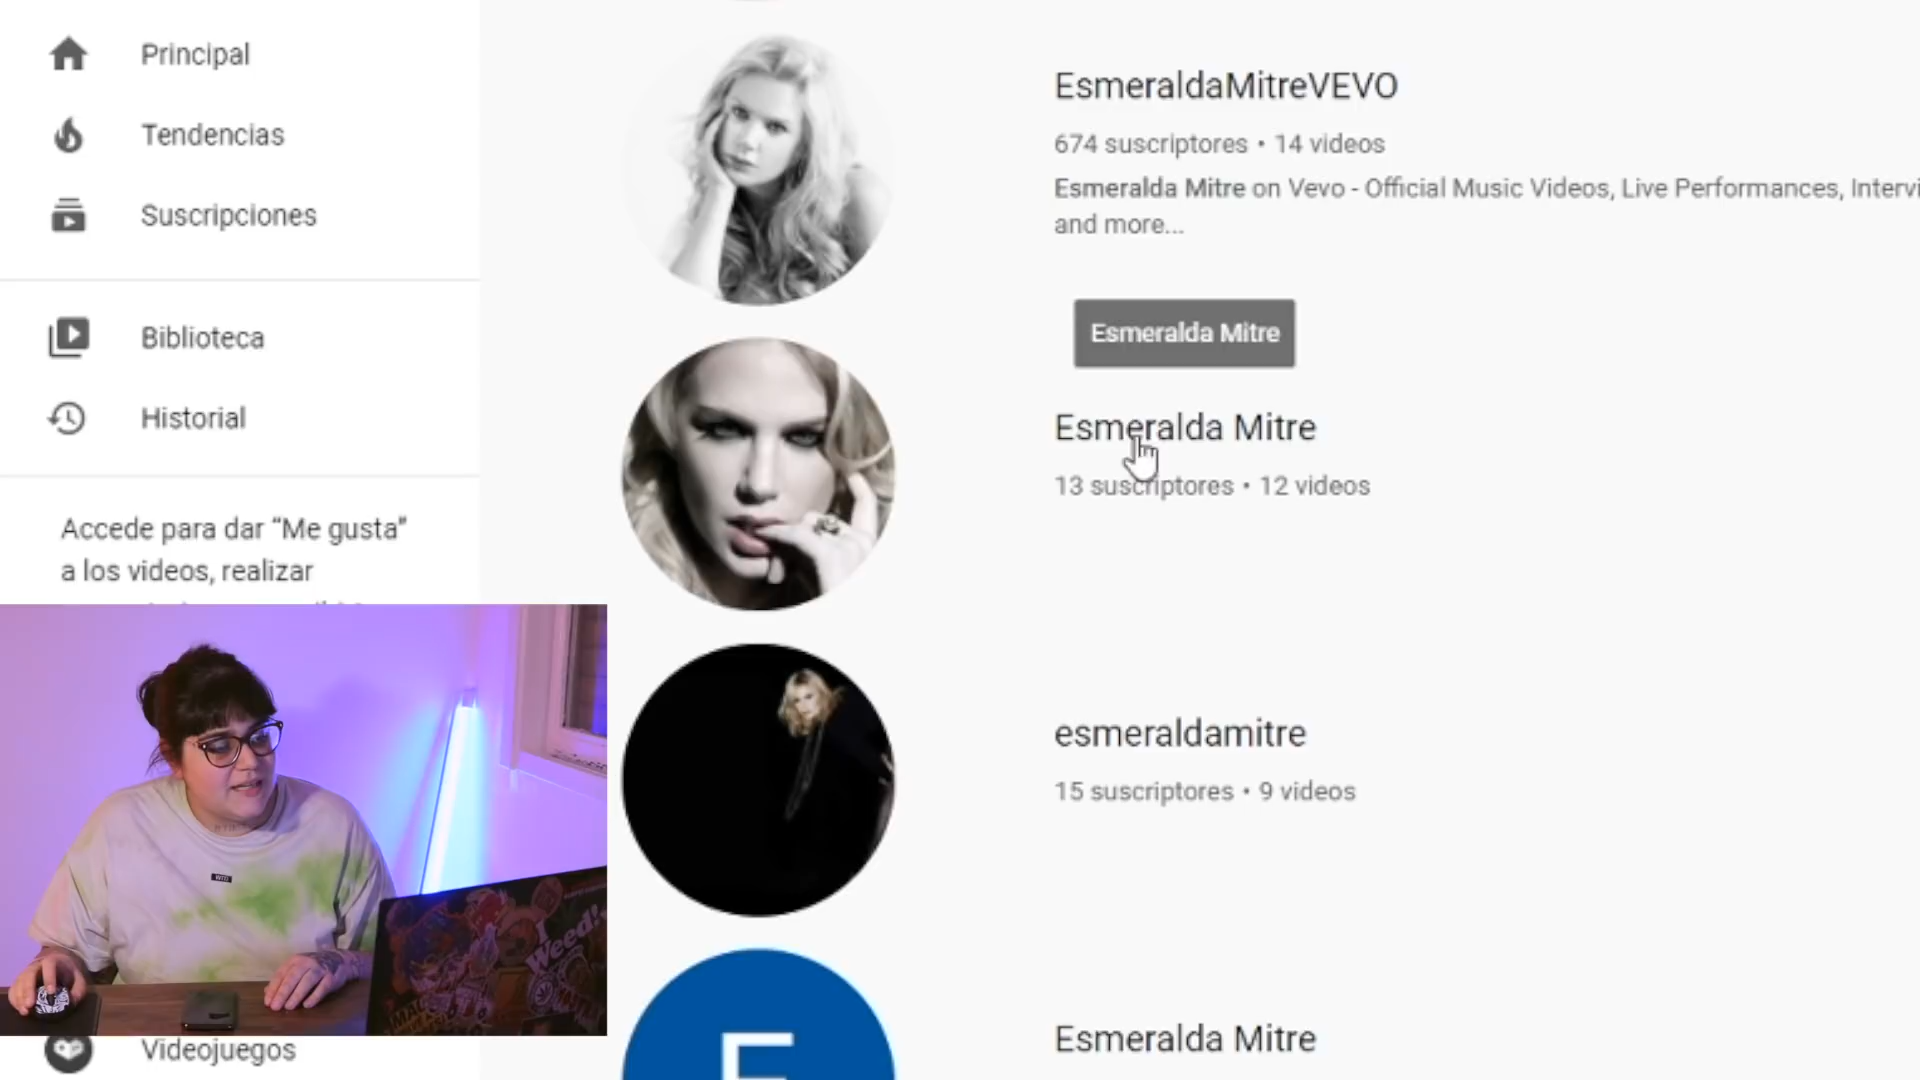 Principal
Tendencias
Suscripciones
Biblioteca
Historial
Accede para dar “Me gusta”
a los videos, realizar
EsmeraldaMitreVEVO
674 suscriptores • 14 videos
Esmeralda Mitre on Vevo - Official Music Videos, Live Performances, Intervi
and more...
Esmeralda Mitre
Esmeralda Mitre
13 suscriptores • 12 videos
esmeraldamitre
15 suscriptores • 9 videos
E
Esmeralda Mitre
I
Weed!
Videojuegos